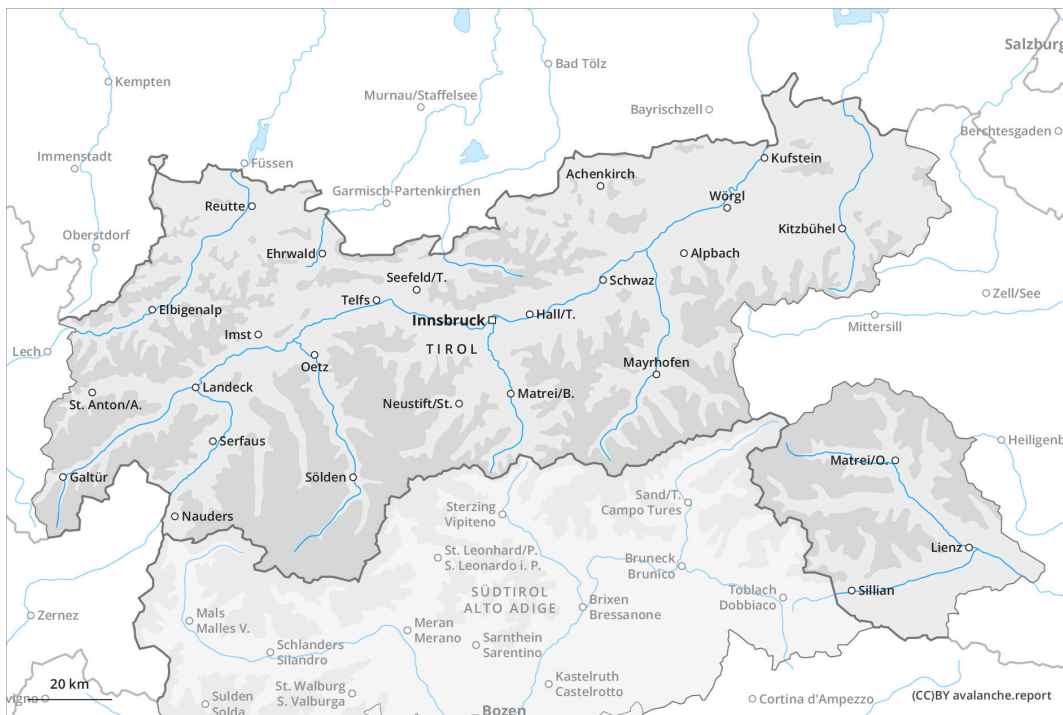 Salzburg
Bad Tölz
Kempten
Murnau/Staffelsee
Bayrischzell
Berchtesgaden
Immenstadt
Füssen
Kufstein
Garmisch-Partenkirchen
Achenkirch
Reutte
Wörgl
Oberstdorf
Kitzbühel
Ehrwald
Alpbach
Seefeld/T.
Schwaz
Zell/See
Telfs
Elbigenalp
Innsbruck
Hall/T.
Mittersill
Imst
TIROL
Lech
Oetz
Mayrhofen
Landeck
St. Anton/A.
Neustift/St.
Matrei/B.
Serfaus
Heiligenb
Matrei/O.
Galtür
Sölden
Sand/T.
Campo Tures
Sterzing
Vipiteno
Nauders
Lienz
St. Leonhard/P.
S. Leonardo i. P.
Bruneck
Brunico
SÜDTIROL
ALTO ADIGE
Toblach
Dobbiaco
Sillian
Brixen
Bressanone
Zernez
Mals
Malles V.
Meran
Merano
Sarnthein
Sarentino
Schlanders
Silandro
Kastelruth
Castelrotto
20 km
St. Walburg
S. Valburga
vigno
Sulden
Solda
Cortina d'Ampezzo
(CC)BY avalanche.report
Bozen